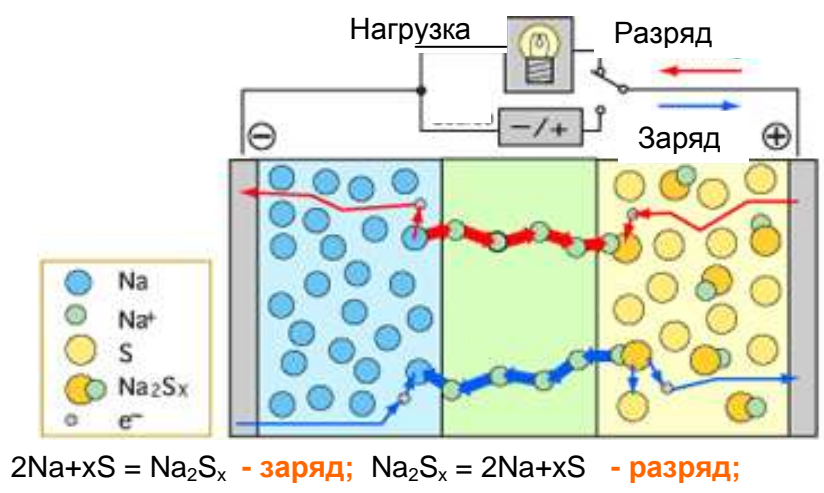 Нагрузка Разряд
−/+
Заряд
⊖ ⊕
Na
Na⁺
S
Na₂Sₓ
e⁻
2Na+xS = Na₂Sₓ - заряд; Na₂Sₓ = 2Na+xS - разряд;